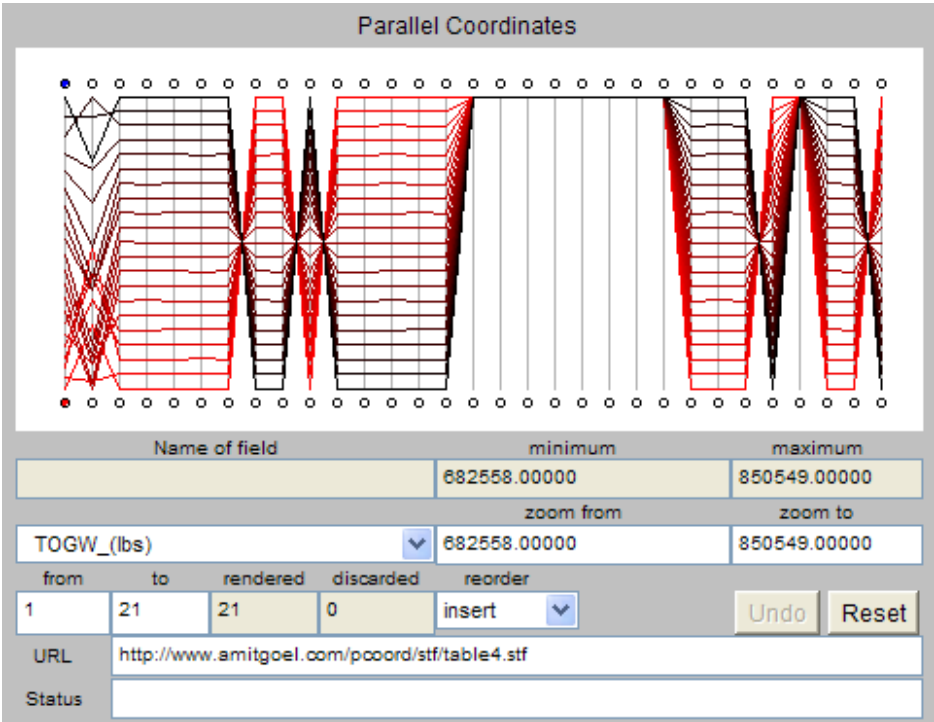 Parallel Coordinates
Name of field minimum maximum
682558.00000 850549.00000
zoom from zoom to
TOGW_(lbs) 682558.00000 850549.00000
from to rendered discarded reorder
1 21 21 0 insert Undo Reset
URL http://www.amitgoel.com/pcoord/stf/table4.stf
Status